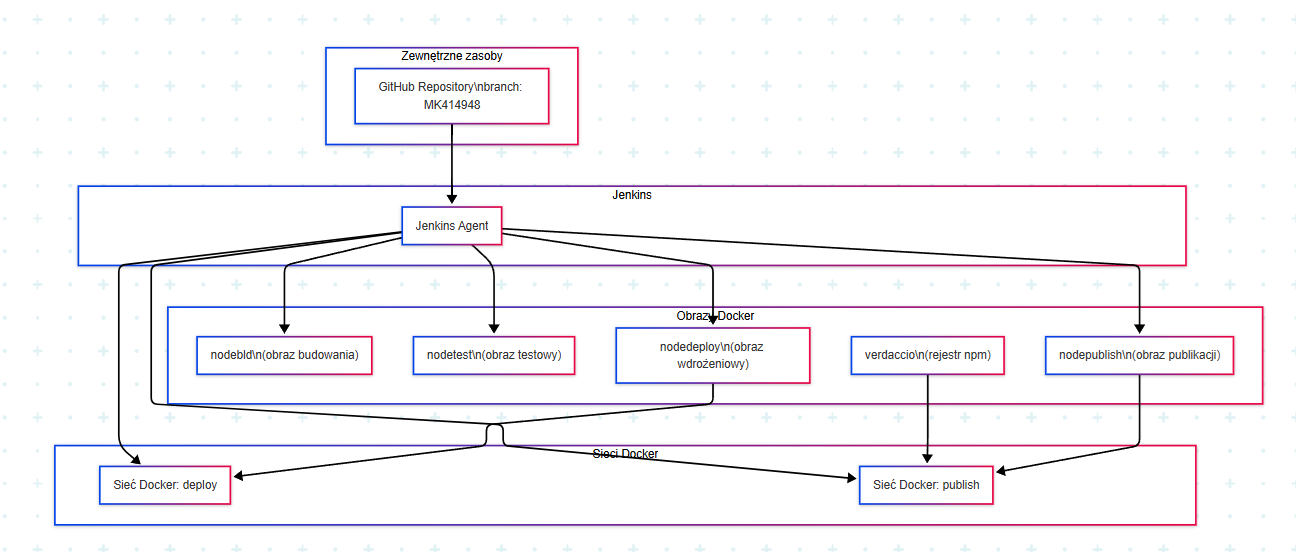 Zewnętrzne zasoby
GitHub Repository\nbranch:
MK414948
Jenkins
Jenkins Agent
Obrazy Docker
nodebld\n(obraz budowania)
nodetest\n(obraz testowy)
nodedeploy\n(obraz
wdrożeniowy)
verdaccio\n(rejestr npm)
nodepublish\n(obraz publikacji)
Sieci Docker
Sieć Docker: deploy
Sieć Docker: publish